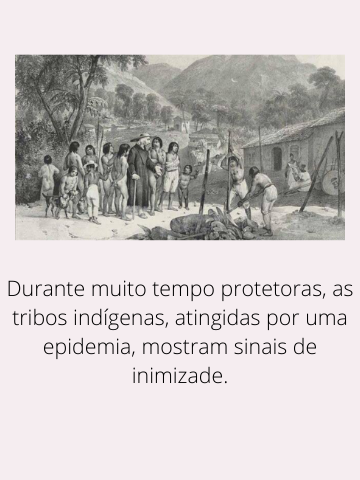 Durante muito tempo protetoras, as
tribos indígenas, atingidas por uma
epidemia, mostram sinais de
inimizade.